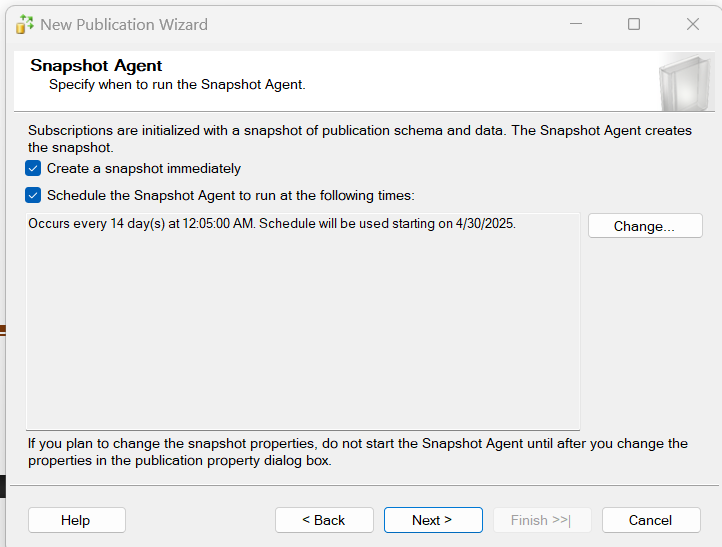 New Publication Wizard
Snapshot Agent
Specify when to run the Snapshot Agent.
Subscriptions are initialized with a snapshot of publication schema and data. The Snapshot Agent creates
the snapshot.
Create a snapshot immediately
Schedule the Snapshot Agent to run at the following times:
Occurs every 14 day(s) at 12:05:00 AM. Schedule will be used starting on 4/30/2025.
Change...
If you plan to change the snapshot properties, do not start the Snapshot Agent until after you change the
properties in the publication property dialog box.
Help
< Back
Next >
Finish >>|
Cancel